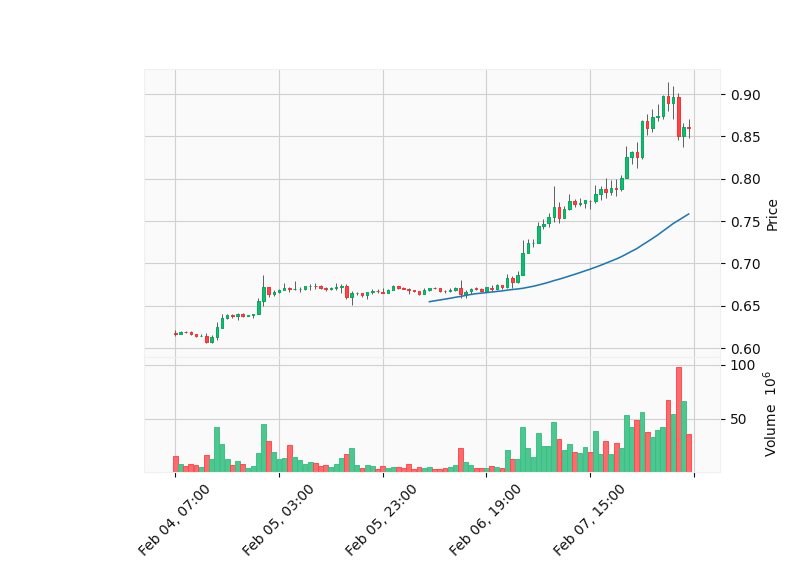 0.90
0.85
0.80
0.75
0.70
0.65
0.60
Price
100
50
Volume 10^6
Feb 04, 07:00
Feb 05, 03:00
Feb 05, 23:00
Feb 06, 19:00
Feb 07, 15:00